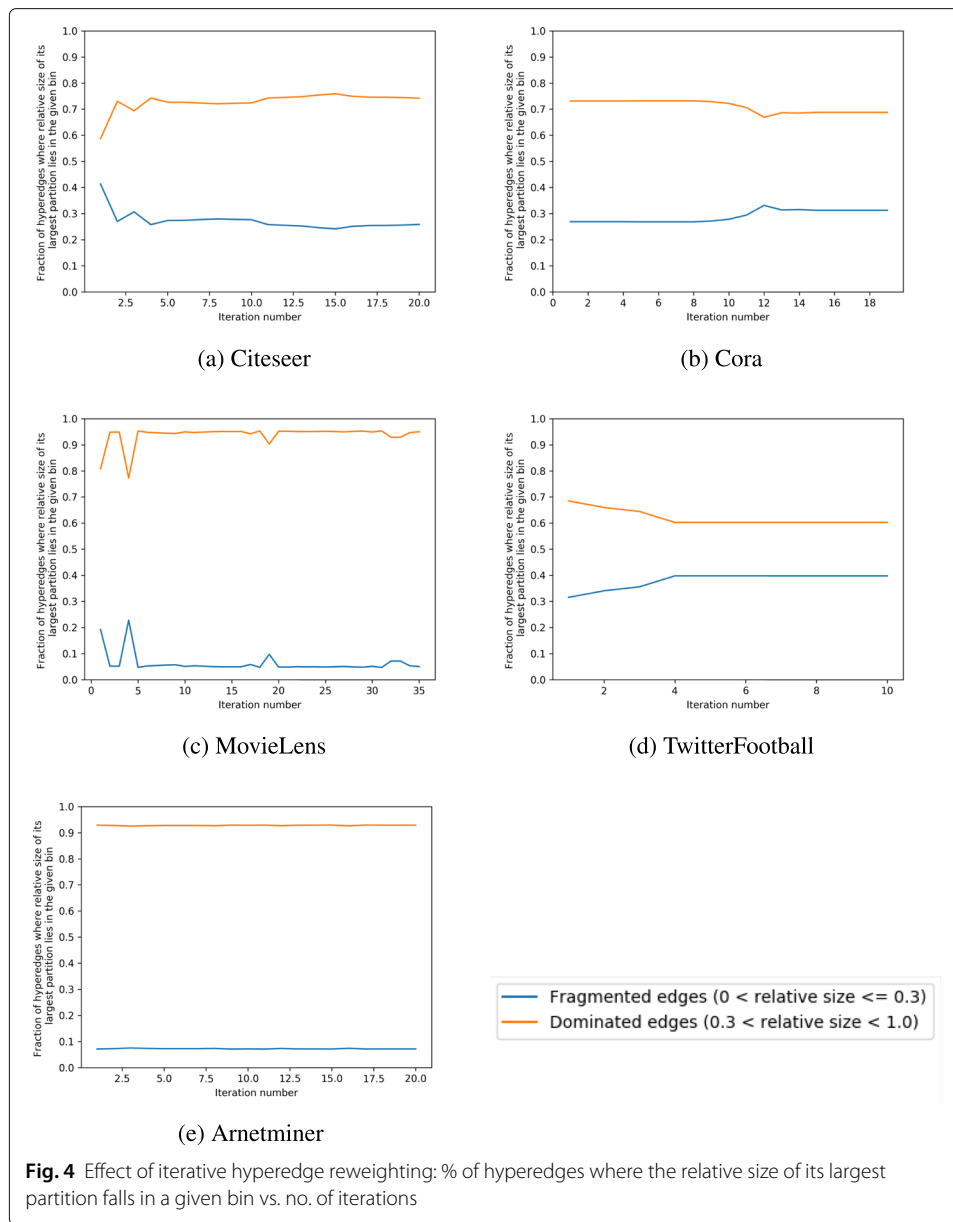 Fraction of hyperedges where relative size of its
largest partition lies in the given bin
1.0
0.9
0.8
0.7
0.6
0.5
0.4
0.3
0.2
0.1
0.0
2.5 5.0 7.5 10.0 12.5 15.0 17.5 20.0
Iteration number
(a) Citeseer
Fraction of hyperedges where relative size of its
largest partition lies in the given bin
1.0
0.9
0.8
0.7
0.6
0.5
0.4
0.3
0.2
0.1
0.0
0 2 4 6 8 10 12 14 16 18
Iteration number
(b) Cora
Fraction of hyperedges where relative size of its
largest partition lies in the given bin
1.0
0.9
0.8
0.7
0.6
0.5
0.4
0.3
0.2
0.1
0.0
0 5 10 15 20 25 30 35
Iteration number
(c) MovieLens
Fraction of hyperedges where relative size of its
largest partition lies in the given bin
1.0
0.9
0.8
0.7
0.6
0.5
0.4
0.3
0.2
0.1
0.0
2 4 6 8 10
Iteration number
(d) TwitterFootball
Fraction of hyperedges where relative size of its
largest partition lies in the given bin
1.0
0.9
0.8
0.7
0.6
0.5
0.4
0.3
0.2
0.1
0.0
2.5 5.0 7.5 10.0 12.5 15.0 17.5 20.0
Iteration number
(e) Arnetminer
Fragmented edges (0 < relative size <= 0.3)
Dominated edges (0.3 < relative size < 1.0)
Fig. 4 Effect of iterative hyperedge reweighting: % of hyperedges where the relative size of its largest
partition falls in a given bin vs. no. of iterations